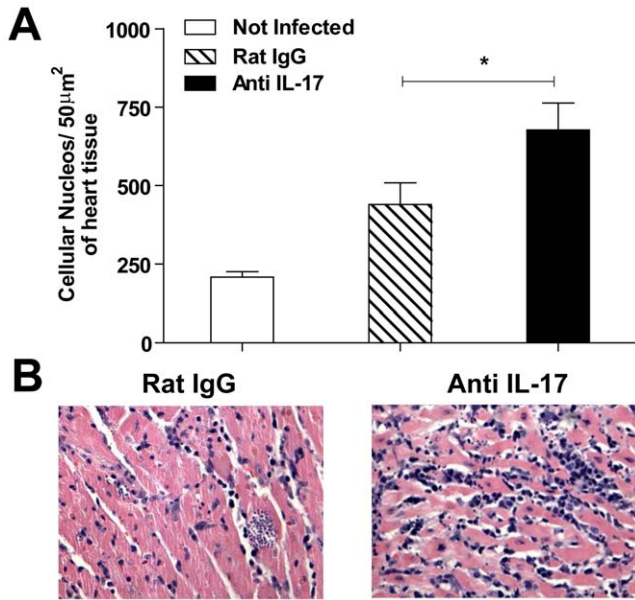 A
1000
750
500
250
0
Cellular Nucleos/ 50μm²
of heart tissue
Not Infected
Rat IgG
Anti IL-17
*
B
Rat IgG
Anti IL-17